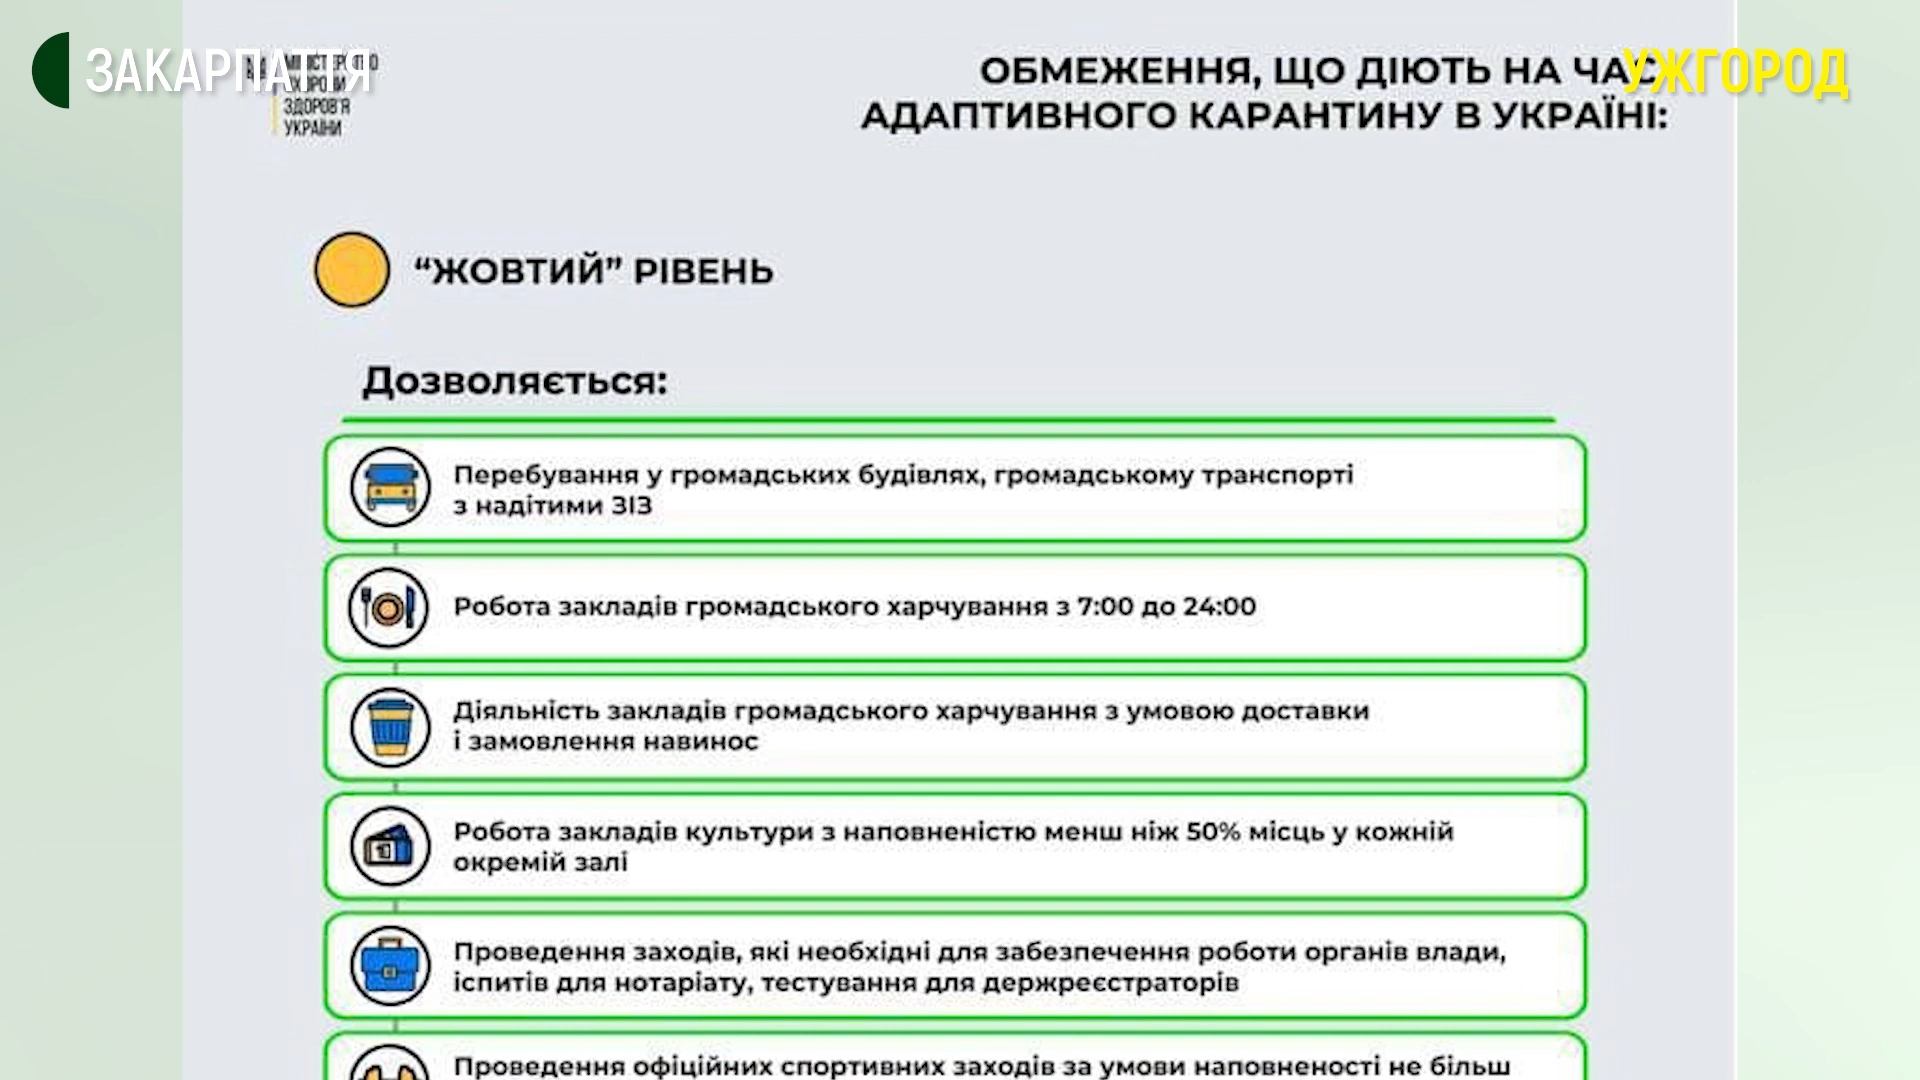 ЗАКАРПАТТЯ
УЖГОРОД
ЗДОРОВ'Я
УКРАЇНИ
ОБМЕЖЕННЯ, ЩО ДІЮТЬ НА ЧАС
АДАПТИВНОГО КАРАНТИНУ В УКРАЇНІ:
“ЖОВТИЙ” РІВЕНЬ
Дозволяється:
Перебування у громадських будівлях, громадському транспорті
з надітими ЗІЗ
Робота закладів громадського харчування з 7:00 до 24:00
Діяльність закладів громадського харчування з умовою доставки
і замовлення навинос
Робота закладів культури з наповненістю менш ніж 50% місць у кожній
окремій залі
Проведення заходів, які необхідні для забезпечення роботи органів влади,
іспитів для нотаріату, тестування для держреєстраторів
Проведення офіційних спортивних заходів за умови наповненості не більш